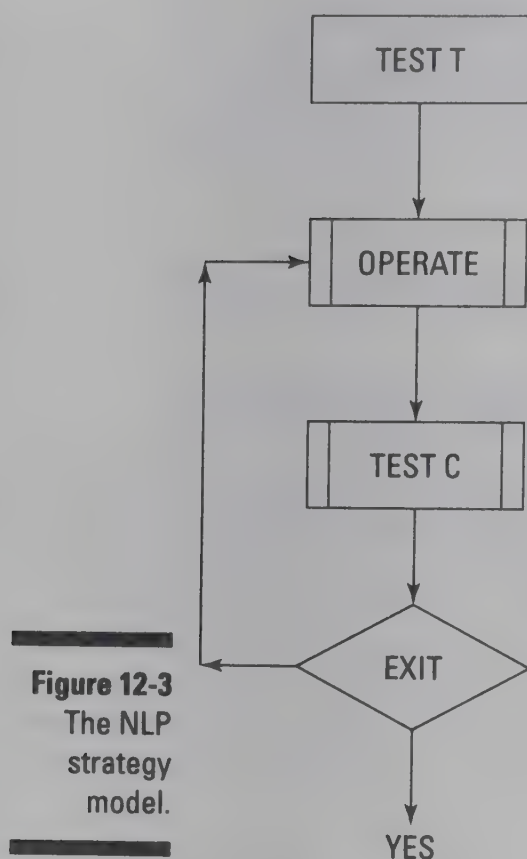 TEST T
OPERATE
TEST C
EXIT
YES
Figure 12-3
The NLP
strategy
model.